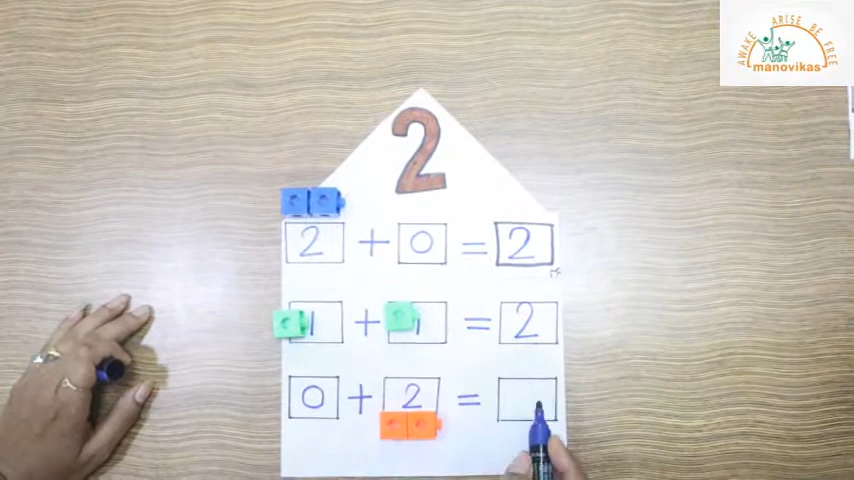 AWAKE ARISE BE FREE
manovikas
2
2 + 0 = 2
1 + 1 = 2
0 + 2 =